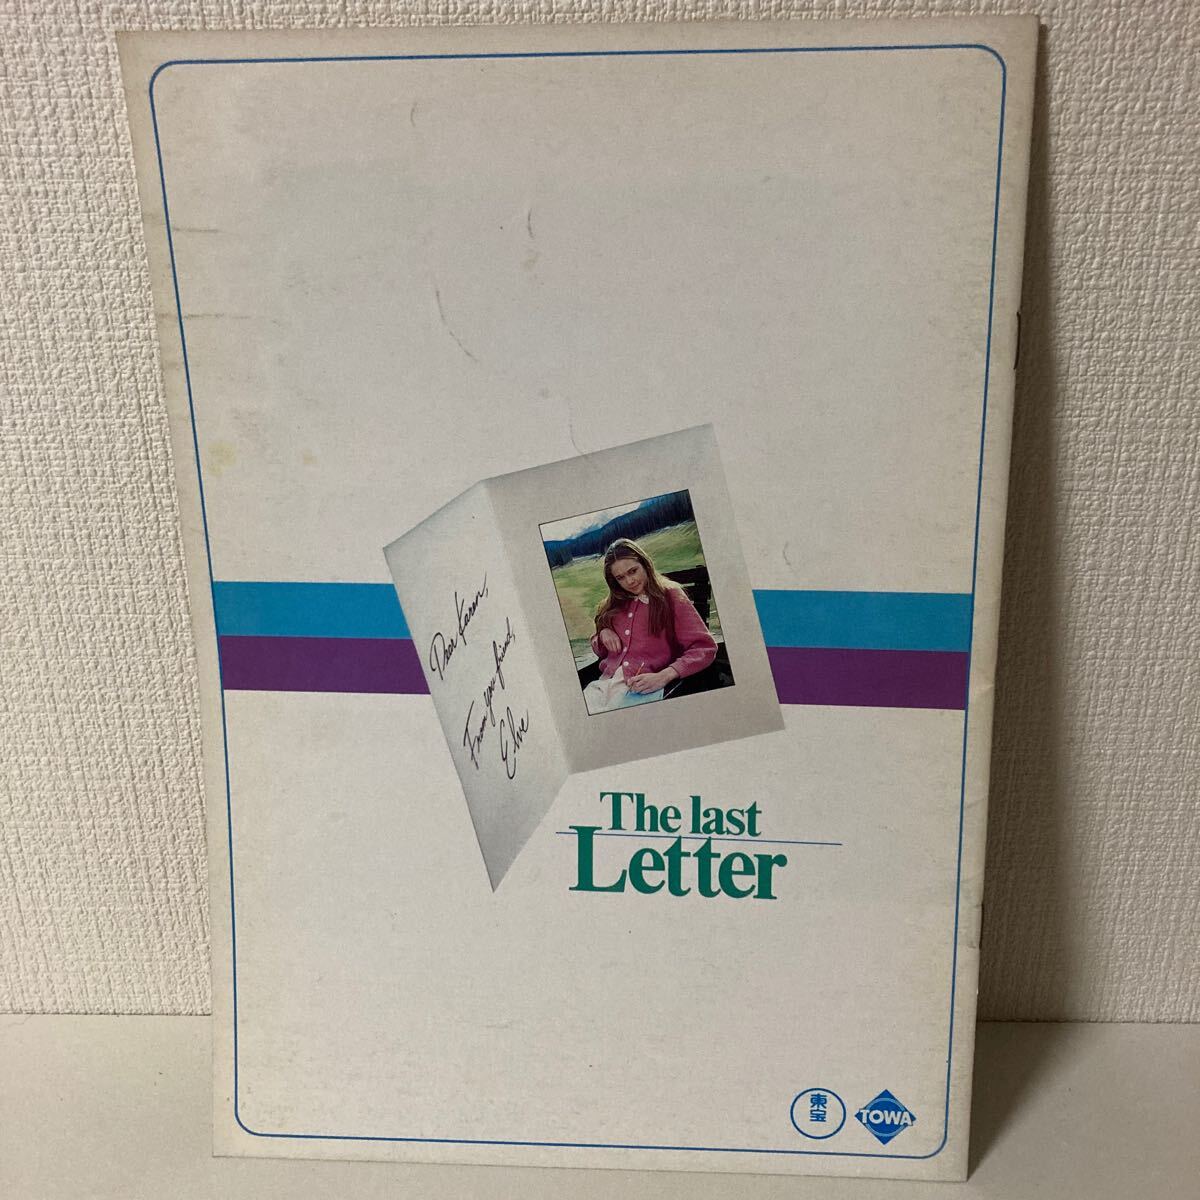 Dear Karen,
From your friend,
Elve
The last
Letter
東宝
TOWA